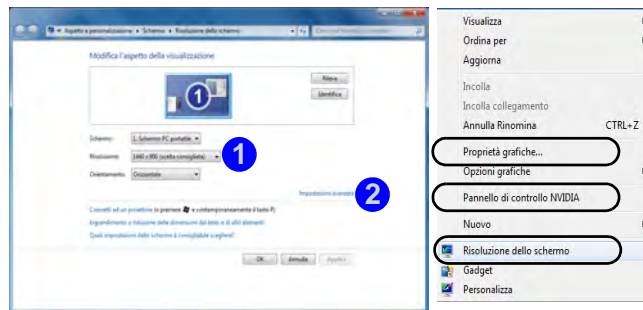 Aspetto e personalizzazione Schermo Risoluzione dello schermo
Modifica l'aspetto della visualizzazione
1
Rileva
Identifica
Schermo: 1. Schermo PC portatile
Risoluzione: 1440 x 900 (scelta consigliata)
1
Orientamento: Orizzontale
Impostazioni avanzate
2
Connetti ad un proiettore (o premere e contemporaneamente il tasto P)
Ingrandimento o riduzione delle dimensioni del testo e di altri elementi
Quali impostazioni dello schermo è consigliabile scegliere?
OK Annulla Applica
Visualizza
Ordina per
Aggiorna
Incolla
Incolla collegamento
Annulla Rinomina CTRL+Z
Proprietà grafiche...
Opzioni grafiche
Pannello di controllo NVIDIA
Nuovo
Risoluzione dello schermo
Gadget
Personalizza